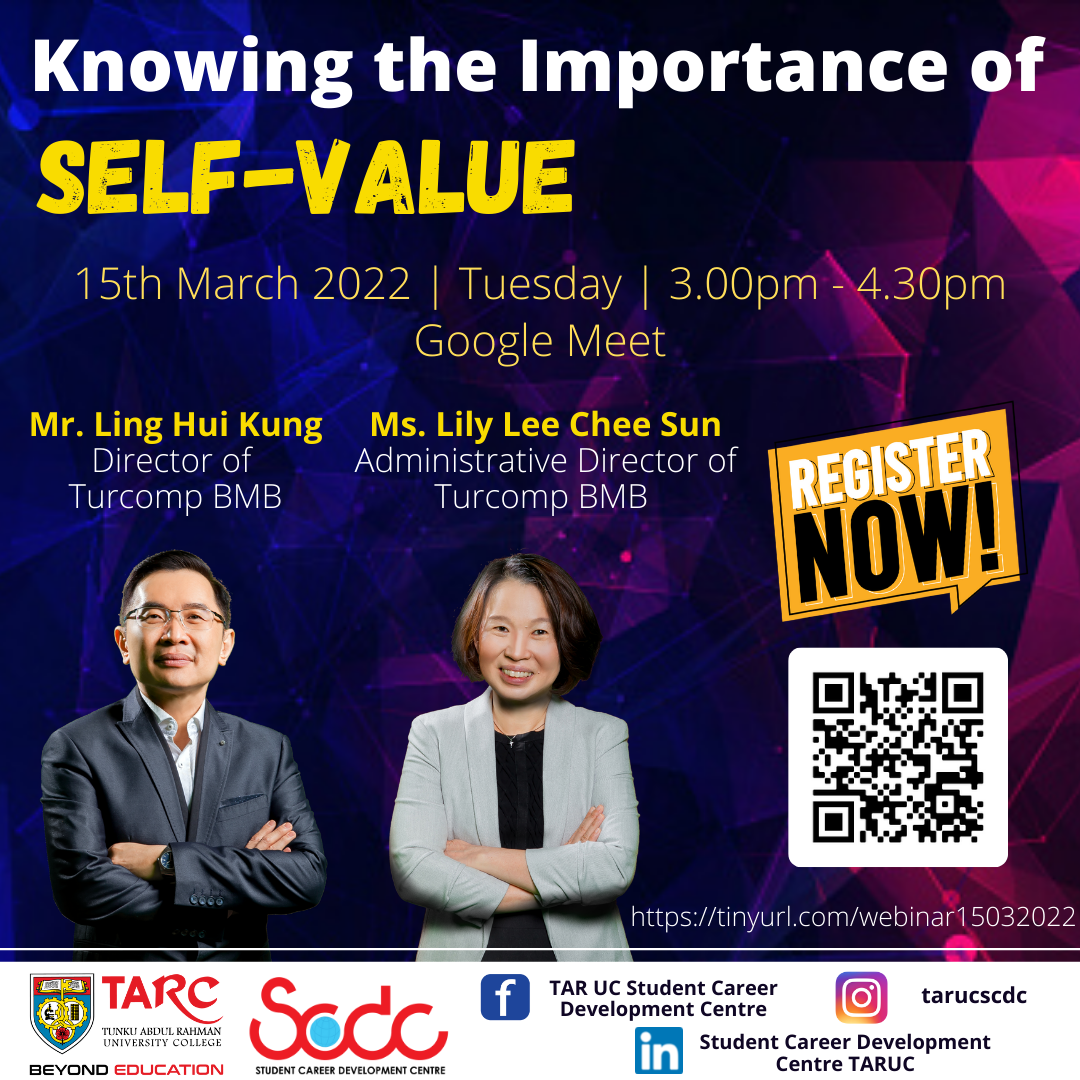 Knowing the Importance of
SELF-VALUE
15th March 2022 | Tuesday | 3.00pm - 4.30pm
Google Meet
Mr. Ling Hui Kung
Director of
Turcomp BMB
Ms. Lily Lee Chee Sun
Administrative Director of
Turcomp BMB
REGISTER
NOW!
https://tinyurl.com/webinar15032022
TARC
TUNKU ABDUL RAHMAN
UNIVERSITY COLLEGE
BEYOND EDUCATION
Scdc
STUDENT CAREER DEVELOPMENT CENTRE
f
TAR UC Student Career
Development Centre
tarucscdc
in
Student Career Development
Centre TARUC